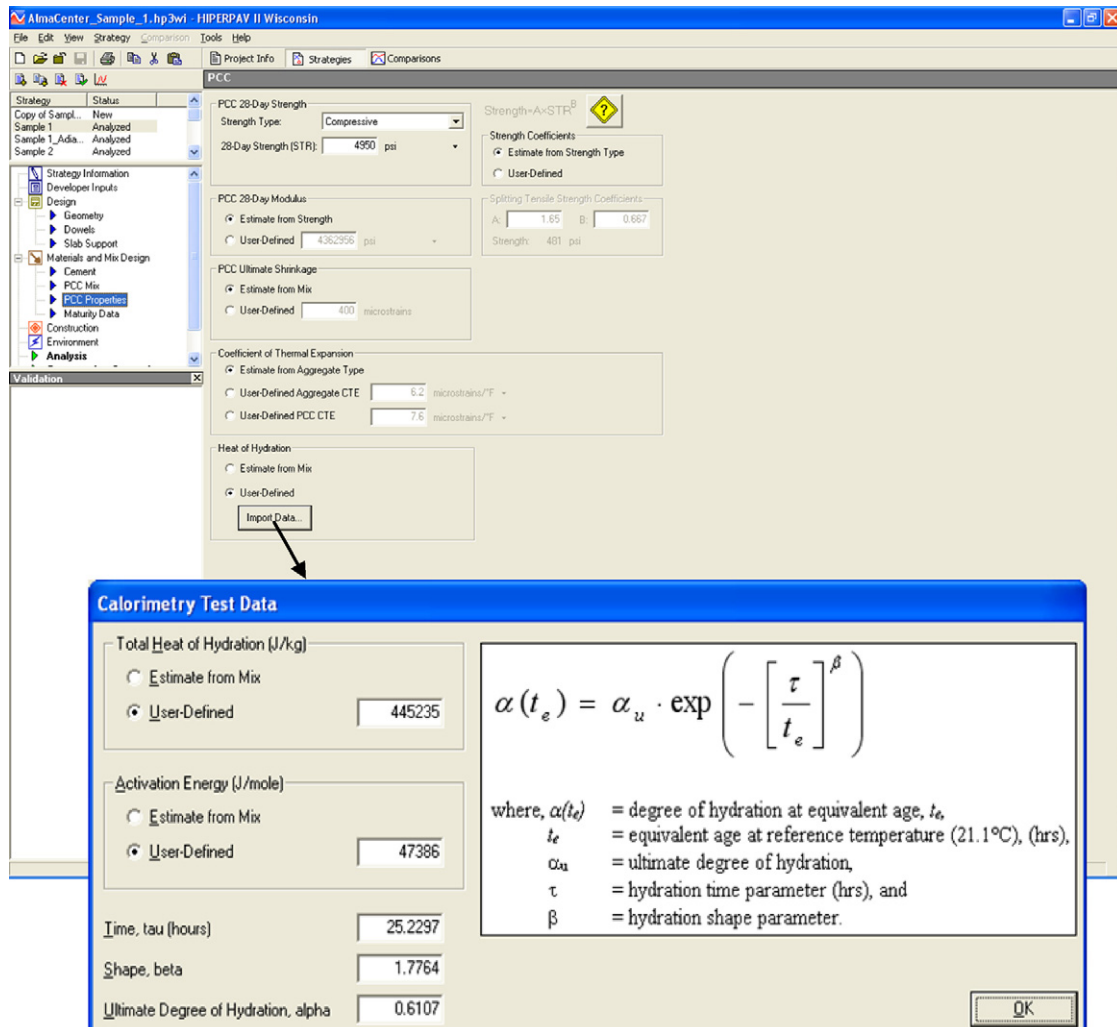 AlmaCenter_Sample_1.hp3wi - HIPERPAV II Wisconsin
File Edit View Strategy Comparison Tools Help
Project Info Strategies Comparisons
PCC
Strategy Status
Copy of Sampl... New
Sample 1 Analyzed
Sample 1_Adia... Analyzed
Sample 2 Analyzed
Strategy Information
Developer Inputs
Design
Geometry
Dowels
Slab Support
Materials and Mix Design
Cement
PCC Mix
PCC Properties
Maturity Data
Construction
Environment
Analysis
Validation
PCC 28-Day Strength
Strength Type: Compressive
28-Day Strength (STR): 4950 psi
Strength=A×STR^B
?
Strength Coefficients
Estimate from Strength Type
User-Defined
PCC 28-Day Modulus
Estimate from Strength
User-Defined 4362956 psi
Splitting Tensile Strength Coefficients
A: 1.65 B: 0.667
Strength: 481 psi
PCC Ultimate Shrinkage
Estimate from Mix
User-Defined 400 microstrains
Coefficient of Thermal Expansion
Estimate from Aggregate Type
User-Defined Aggregate CTE 6.2 microstrains/°F
User-Defined PCC CTE 7.6 microstrains/°F
Heat of Hydration
Estimate from Mix
User-Defined
Import Data...
Calorimetry Test Data
Total Heat of Hydration (J/kg)
Estimate from Mix
User-Defined 445235
Activation Energy (J/mole)
Estimate from Mix
User-Defined 47386
Time, tau (hours) 25.2297
Shape, beta 1.7764
Ultimate Degree of Hydration, alpha 0.6107
α(t_e) = α_u · exp(−[τ/t_e]^β)
where, α(te) = degree of hydration at equivalent age, te,
te = equivalent age at reference temperature (21.1°C), (hrs),
αu = ultimate degree of hydration,
τ = hydration time parameter (hrs), and
β = hydration shape parameter.
OK